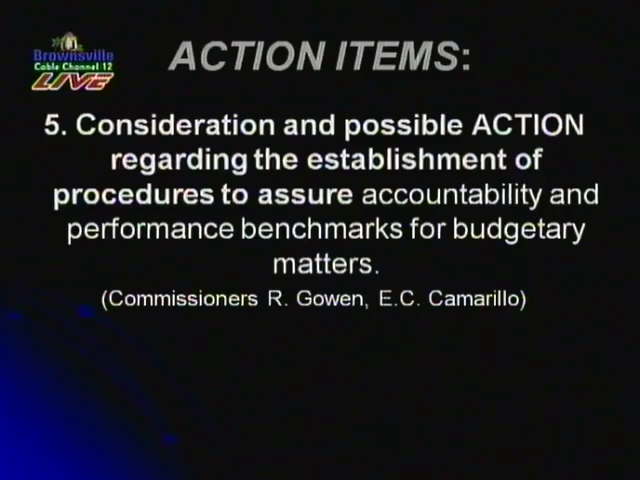 Brownsville
Cable Channel 12
LIVE
ACTION ITEMS:
5. Consideration and possible ACTION
regarding the establishment of
procedures to assure accountability and
performance benchmarks for budgetary
matters.
(Commissioners R. Gowen, E.C. Camarillo)